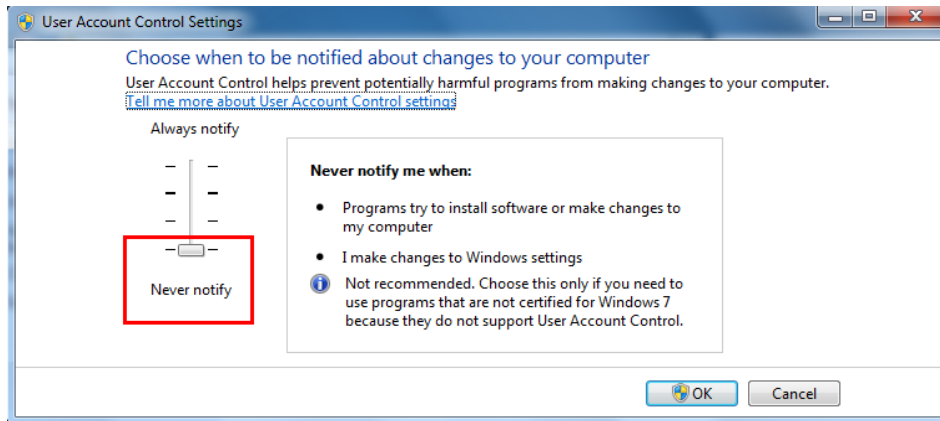 User Account Control Settings
Choose when to be notified about changes to your computer
User Account Control helps prevent potentially harmful programs from making changes to your computer.
Tell me more about User Account Control settings
Always notify
Never notify
Never notify me when:
Programs try to install software or make changes to
my computer
I make changes to Windows settings
Not recommended. Choose this only if you need to
use programs that are not certified for Windows 7
because they do not support User Account Control.
OK
Cancel